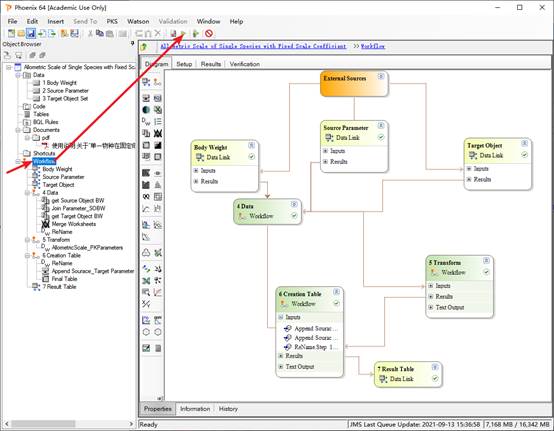 Phoenix 64 [Academic Use Only]
File Edit Insert Send To PKS Watson Validation Window Help
Object Browser
Allometric Scale of Single Species with Fixed Scale Coefficient >> Workflow
Allometric Scale of Single Species with Fixed Sc
Diagram Setup Results Verification
Data
1 Body Weight
2 Source Parameter
3 Target Object Set
Code
Tables
BQL Rules
Documents
pdf
使用说明 关于"单一物种在固定
Shortcuts
Workflow
Body Weight
Source Parameter
Target Object
4 Data
get Source Object BW
Join Parameter_SOBW
get Target Object BW
Merge Worksheets
ReName
5 Transform
AllometricScale_PKParameters
6 Creation Table
ReName
Append Sourace_Target Parameter
Final Table
7 Result Table
External Sources
Source Parameter
Data Link
Inputs
Results
Body Weight
Data Link
Inputs
Results
Target Object
Data Link
Inputs
Results
4 Data
Workflow
5 Transform
Workflow
Inputs
Results
Text Output
6 Creation Table
Workflow
Inputs
Append Sourac ...
Append Sourac ...
ReName.Step 1...
Results
Text Output
7 Result Table
Data Link
Properties Information History
Ready
JMS Last Queue Update: 2021-09-13 15:36:58 7,168 MB / 16,342 MB